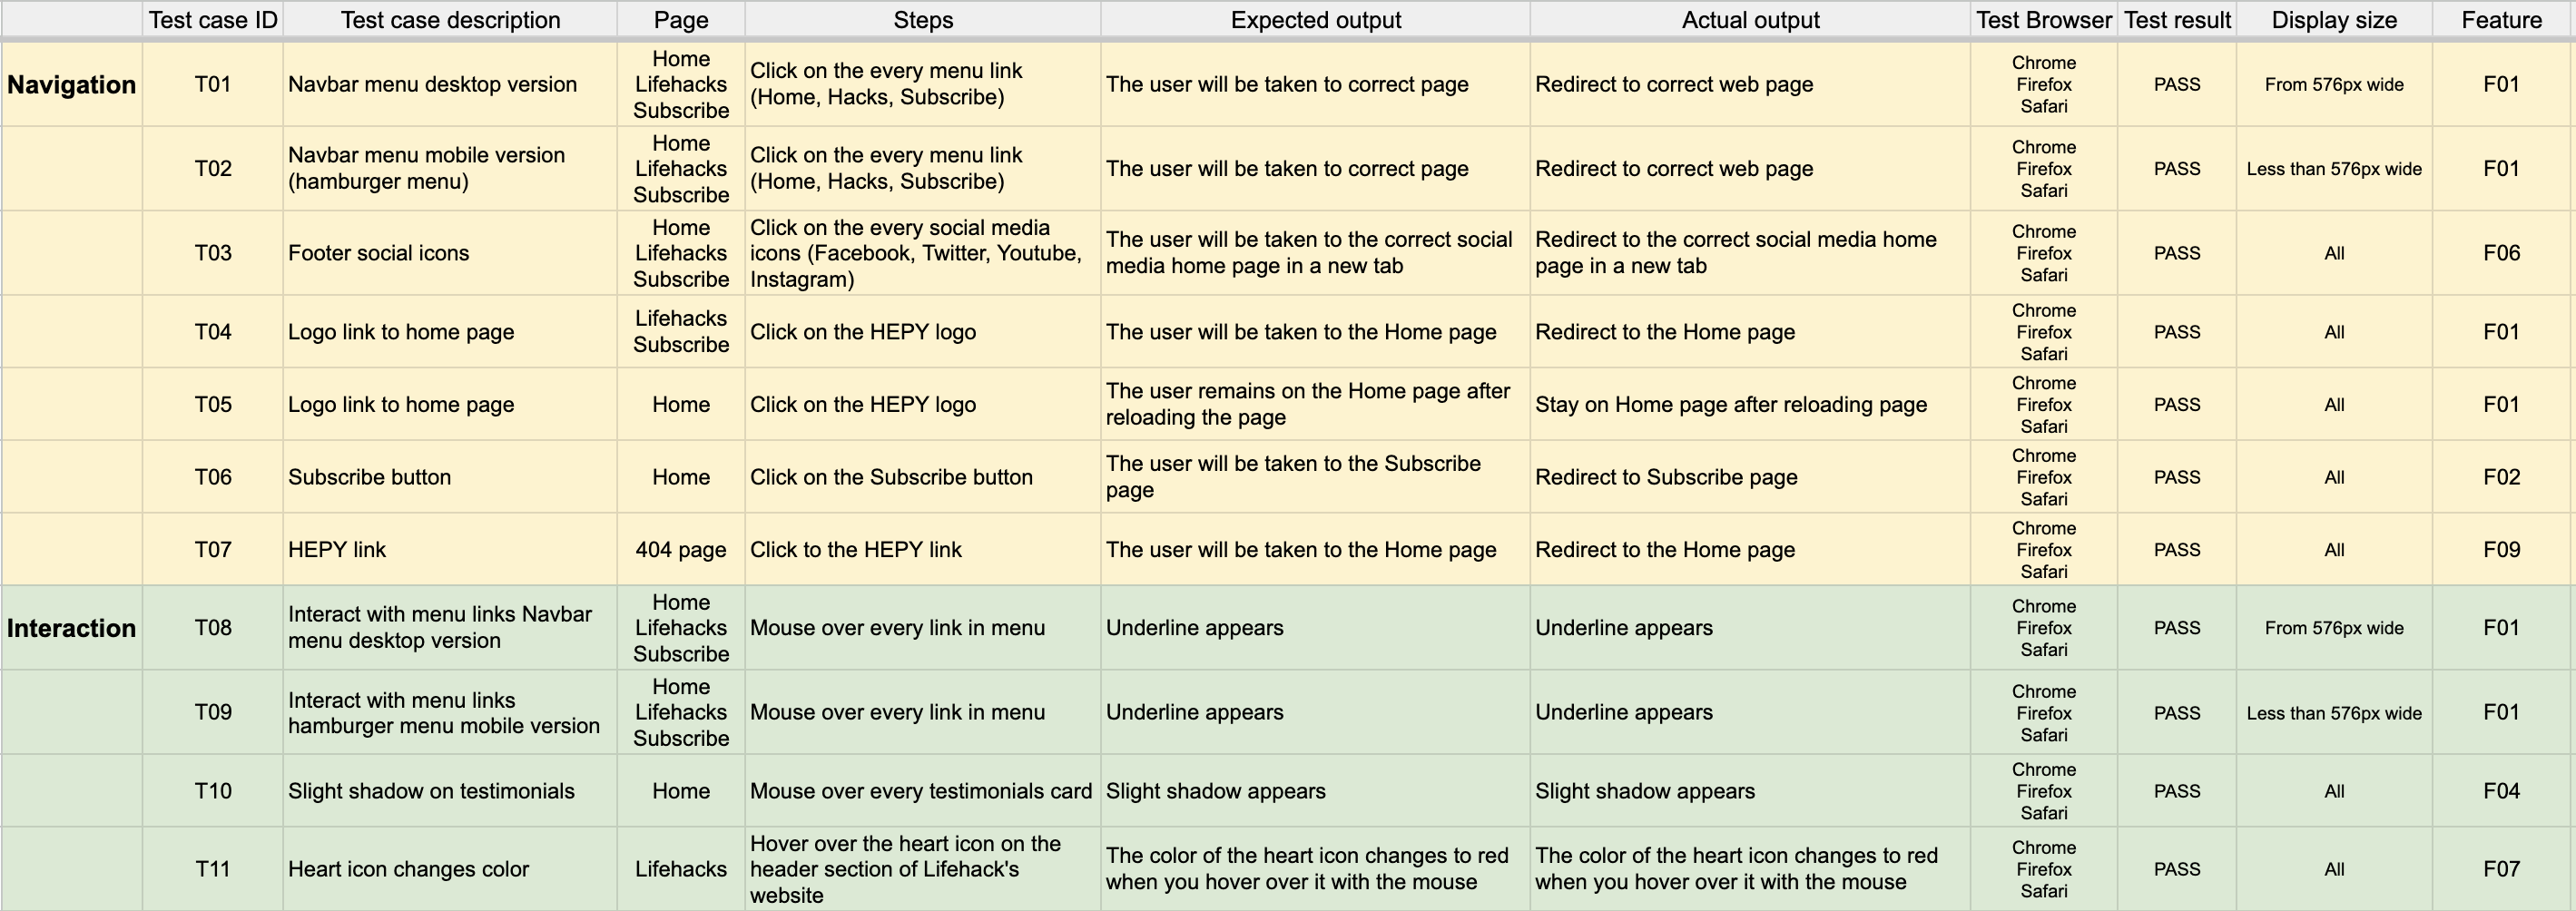 Test case ID Test case description Page Steps Expected output Actual output Test Browser Test result Display size Feature
Navigation
T01
Navbar menu desktop version
Home
Lifehacks
Subscribe
Click on the every menu link
(Home, Hacks, Subscribe)
The user will be taken to correct page
Redirect to correct web page
Chrome
Firefox
Safari
PASS
From 576px wide
F01
T02
Navbar menu mobile version
(hamburger menu)
Home
Lifehacks
Subscribe
Click on the every menu link
(Home, Hacks, Subscribe)
The user will be taken to correct page
Redirect to correct web page
Chrome
Firefox
Safari
PASS
Less than 576px wide
F01
T03
Footer social icons
Home
Lifehacks
Subscribe
Click on the every social media
icons (Facebook, Twitter, Youtube,
Instagram)
The user will be taken to the correct social
media home page in a new tab
Redirect to the correct social media home
page in a new tab
Chrome
Firefox
Safari
PASS
All
F06
T04
Logo link to home page
Lifehacks
Subscribe
Click on the HEPY logo
The user will be taken to the Home page
Redirect to the Home page
Chrome
Firefox
Safari
PASS
All
F01
T05
Logo link to home page
Home
Click on the HEPY logo
The user remains on the Home page after
reloading the page
Stay on Home page after reloading page
Chrome
Firefox
Safari
PASS
All
F01
T06
Subscribe button
Home
Click on the Subscribe button
The user will be taken to the Subscribe
page
Redirect to Subscribe page
Chrome
Firefox
Safari
PASS
All
F02
T07
HEPY link
404 page
Click to the HEPY link
The user will be taken to the Home page
Redirect to the Home page
Chrome
Firefox
Safari
PASS
All
F09
Interaction
T08
Interact with menu links Navbar
menu desktop version
Home
Lifehacks
Subscribe
Mouse over every link in menu
Underline appears
Underline appears
Chrome
Firefox
Safari
PASS
From 576px wide
F01
T09
Interact with menu links
hamburger menu mobile version
Home
Lifehacks
Subscribe
Mouse over every link in menu
Underline appears
Underline appears
Chrome
Firefox
Safari
PASS
Less than 576px wide
F01
T10
Slight shadow on testimonials
Home
Mouse over every testimonials card
Slight shadow appears
Slight shadow appears
Chrome
Firefox
Safari
PASS
All
F04
T11
Heart icon changes color
Lifehacks
Hover over the heart icon on the
header section of Lifehack's
website
The color of the heart icon changes to red
when you hover over it with the mouse
The color of the heart icon changes to red
when you hover over it with the mouse
Chrome
Firefox
Safari
PASS
All
F07